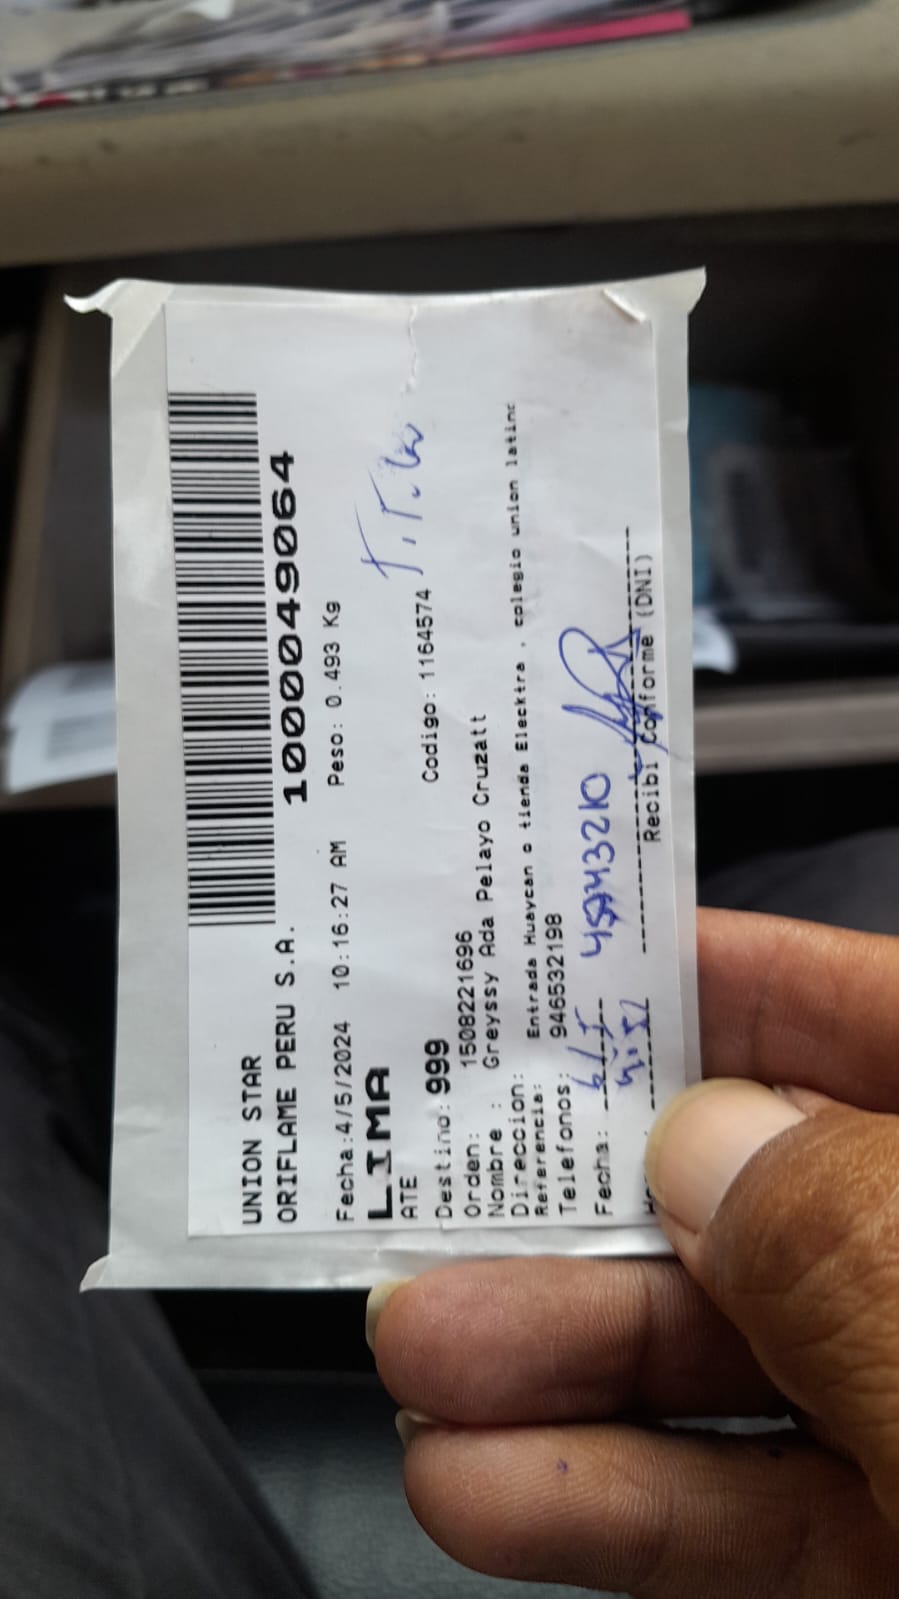 UNION STAR
ORIFLAME PERU S.A. 1000049064
Fecha:4/5/2024 10:16:27 AM Peso: 0.493 Kg
LIMA
ATE
Titular
Destino: 999 Codigo: 1164574
Orden: 1508221696
Nombre : Greyssy Ada Pelayo Cruzatt
Direccion:
Referencia: Entrada Huaycan o tienda Elecktra , colegio union latino
Telefonos: 946532198
Fecha:
Recibi Conforme (DNI)